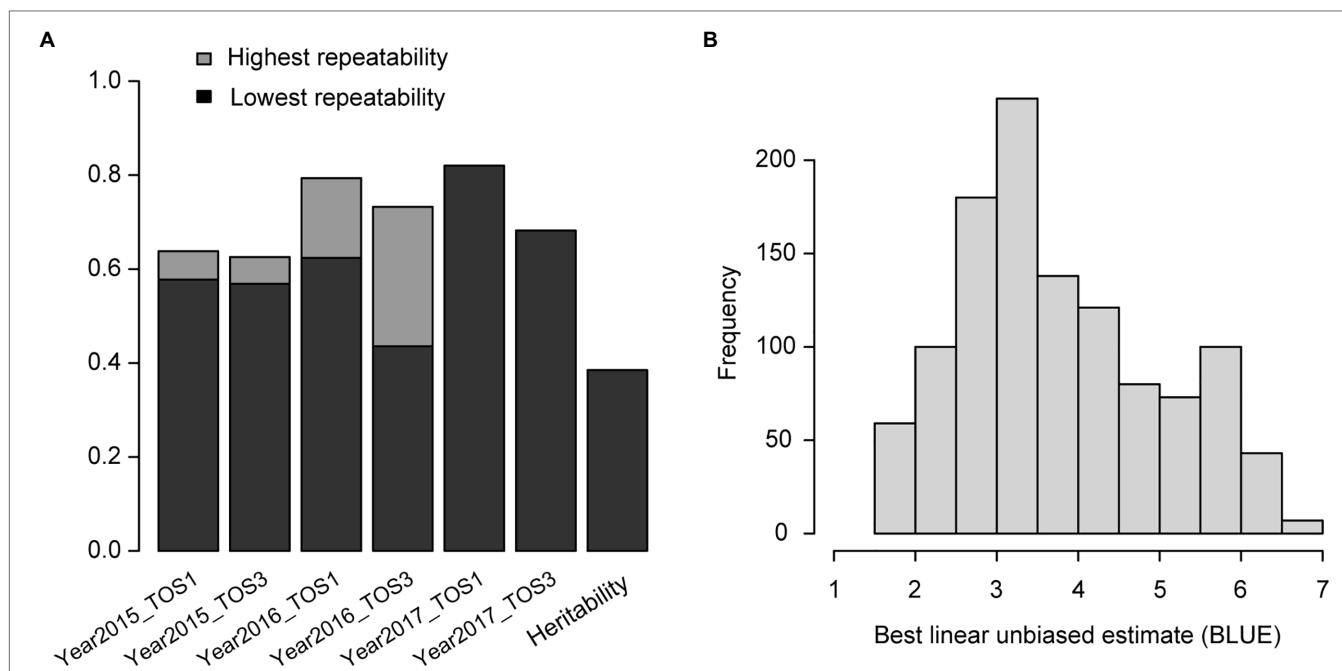 A
Highest repeatability
Lowest repeatability
1.0
0.8
0.6
0.4
0.2
0.0
Year2015_TOS1
Year2015_TOS3
Year2016_TOS1
Year2016_TOS3
Year2017_TOS1
Year2017_TOS3
Heritability
B
Frequency
200
150
100
50
0
1 2 3 4 5 6 7
Best linear unbiased estimate (BLUE)